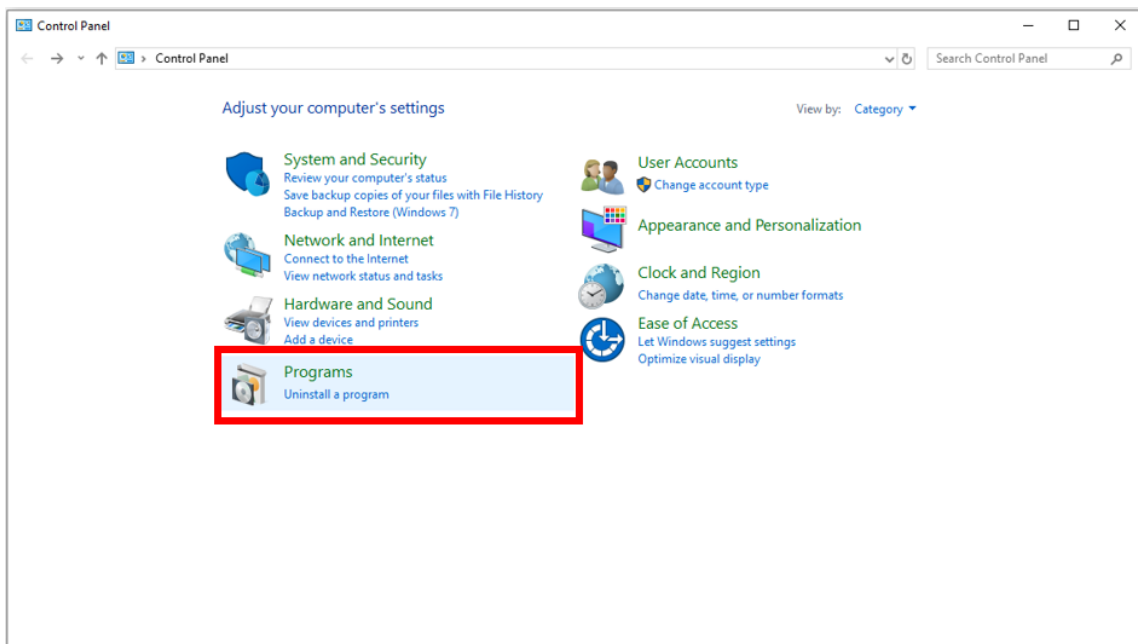 Control Panel
Control Panel
Search Control Panel
Adjust your computer's settings
View by: Category
System and Security
Review your computer's status
Save backup copies of your files with File History
Backup and Restore (Windows 7)
Network and Internet
Connect to the Internet
View network status and tasks
Hardware and Sound
View devices and printers
Add a device
Programs
Uninstall a program
User Accounts
Change account type
Appearance and Personalization
Clock and Region
Change date, time, or number formats
Ease of Access
Let Windows suggest settings
Optimize visual display